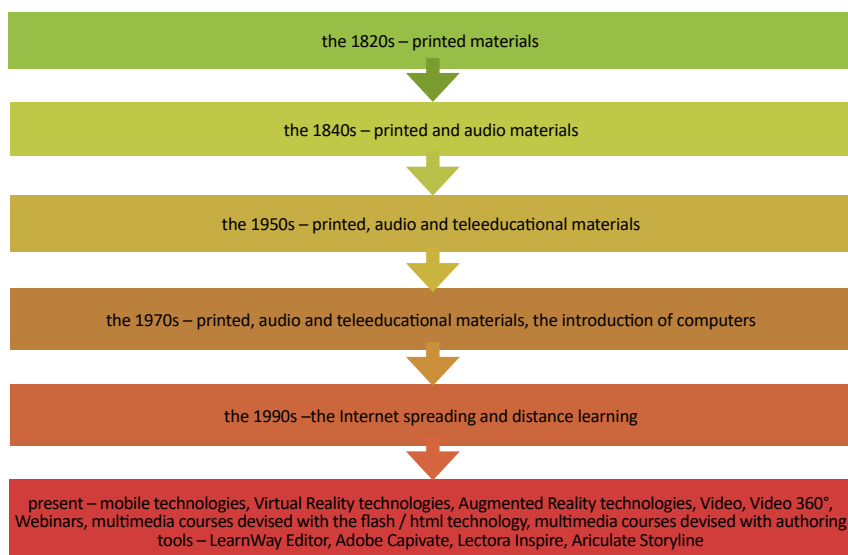 the 1820s – printed materials
the 1840s – printed and audio materials
the 1950s – printed, audio and teleeducational materials
the 1970s – printed, audio and teleeducational materials, the introduction of computers
the 1990s –the Internet spreading and distance learning
present – mobile technologies, Virtual Reality technologies, Augmented Reality technologies, Video, Video 360°,
Webinars, multimedia courses devised with the flash / html technology, multimedia courses devised with authoring
tools – LearnWay Editor, Adobe Capivate, Lectora Inspire, Ariculate Storyline